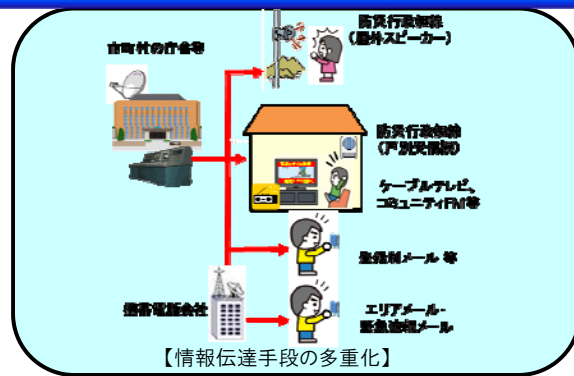 防災行政無線
（屋外スピーカー）
市町村の庁舎等
防災行政無線
（戸別受信機）
ケーブルテレビ、
コミュニティFM等
登録制メール 等
携帯電話会社
エリアメール・
緊急速報メール
【情報伝達手段の多重化】